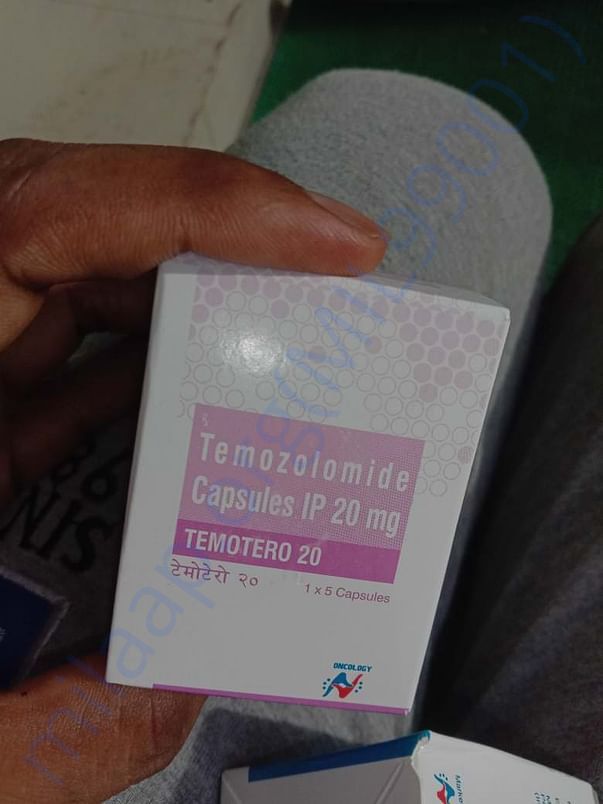 Temozolomide
Capsules IP 20 mg
TEMOTERO 20
टेमोटेरो २०
1 x 5 Capsules
ONCOLOGY